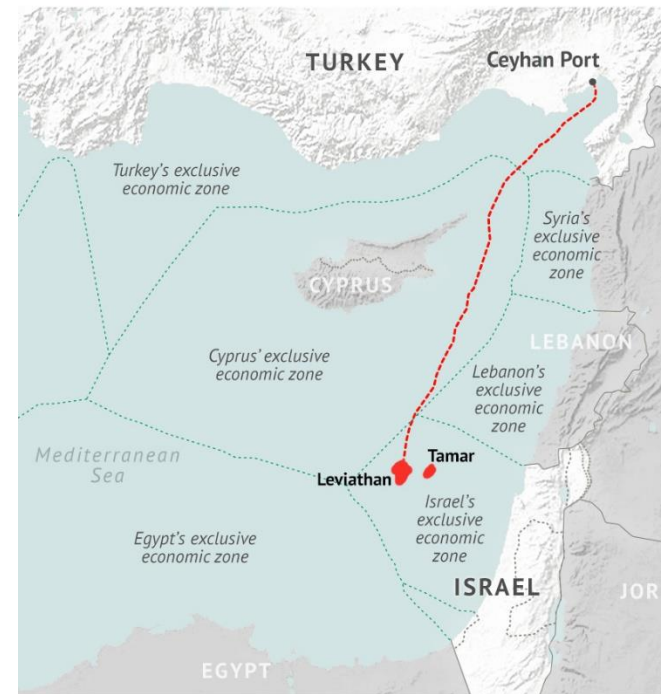 TURKEY
Ceyhan Port
Turkey's exclusive
economic zone
Syria's
exclusive
economic
zone
CYPRUS
LEBANON
Cyprus' exclusive
economic zone
Lebanon's
exclusive
economic
zone
Mediterranean
Sea
Tamar
Leviathan
Israel's
exclusive
economic
zone
Egypt's exclusive
economic zone
ISRAEL
JOR
EGYPT